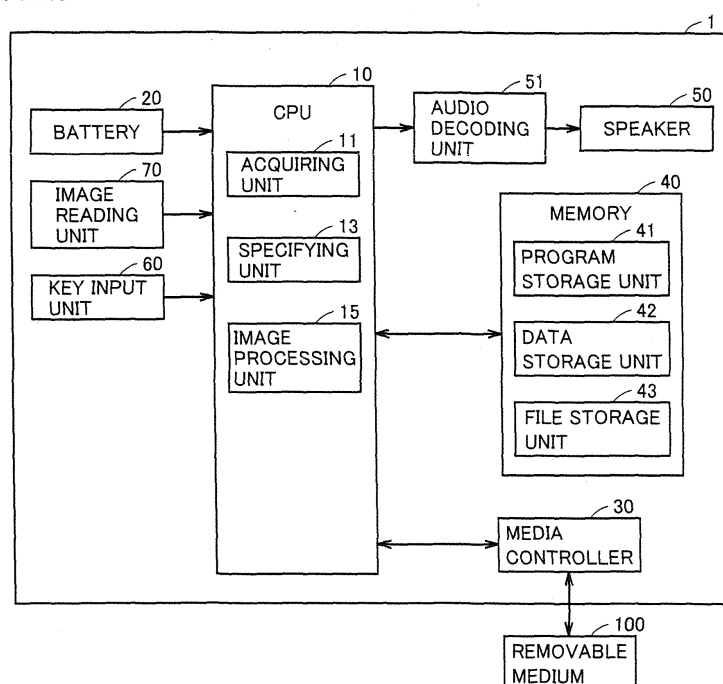 1
10
CPU
20
BATTERY
70
IMAGE
READING
UNIT
60
KEY INPUT
UNIT
11
ACQUIRING
UNIT
13
SPECIFYING
UNIT
15
IMAGE
PROCESSING
UNIT
51
AUDIO
DECODING
UNIT
50
SPEAKER
40
MEMORY
41
PROGRAM
STORAGE UNIT
42
DATA
STORAGE UNIT
43
FILE STORAGE
UNIT
30
MEDIA
CONTROLLER
100
REMOVABLE
MEDIUM